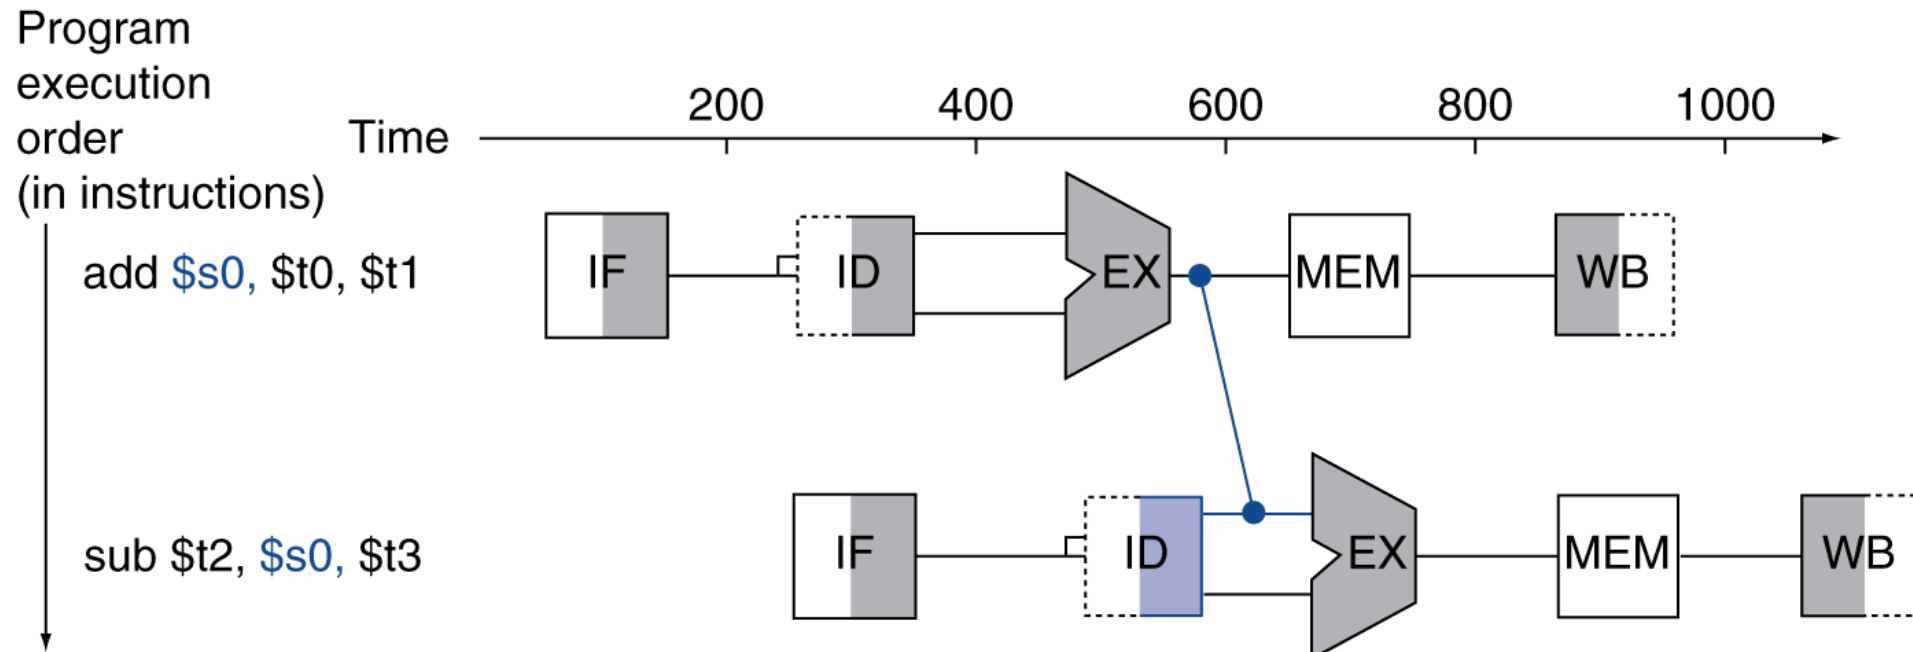 Program
execution
order
(in instructions)
Time
200 400 600 800 1000
add $s0, $t0, $t1
IF ID EX MEM WB
sub $t2, $s0, $t3
IF ID EX MEM WB